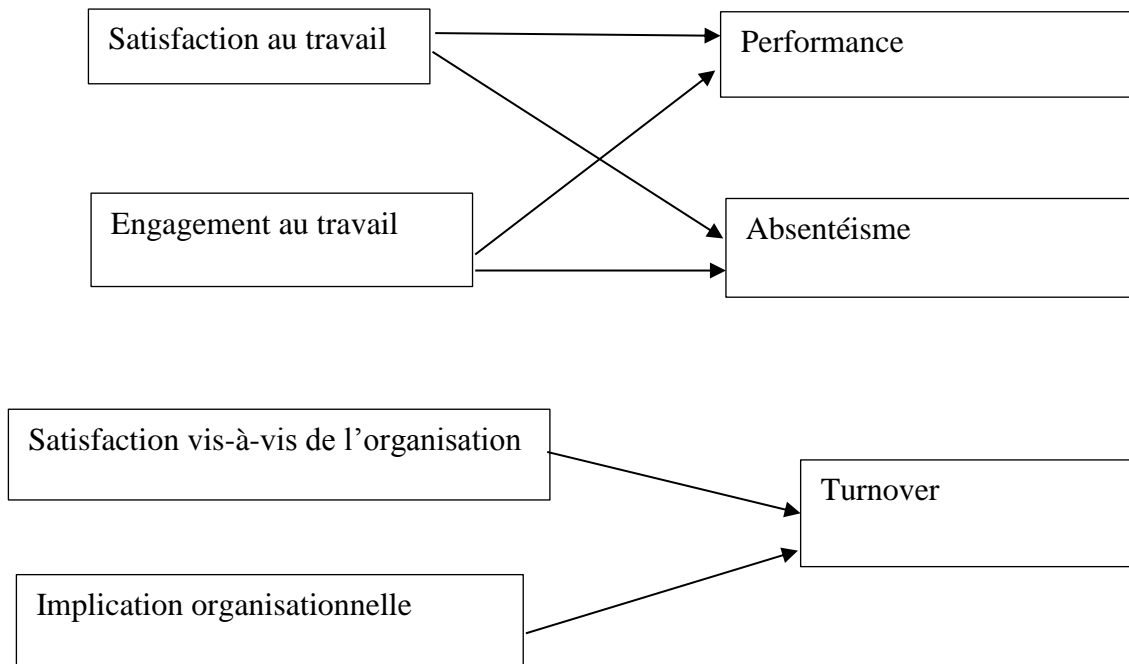 Satisfaction au travail
Performance
Engagement au travail
Absentéisme
Satisfaction vis-à-vis de l’organisation
Turnover
Implication organisationnelle